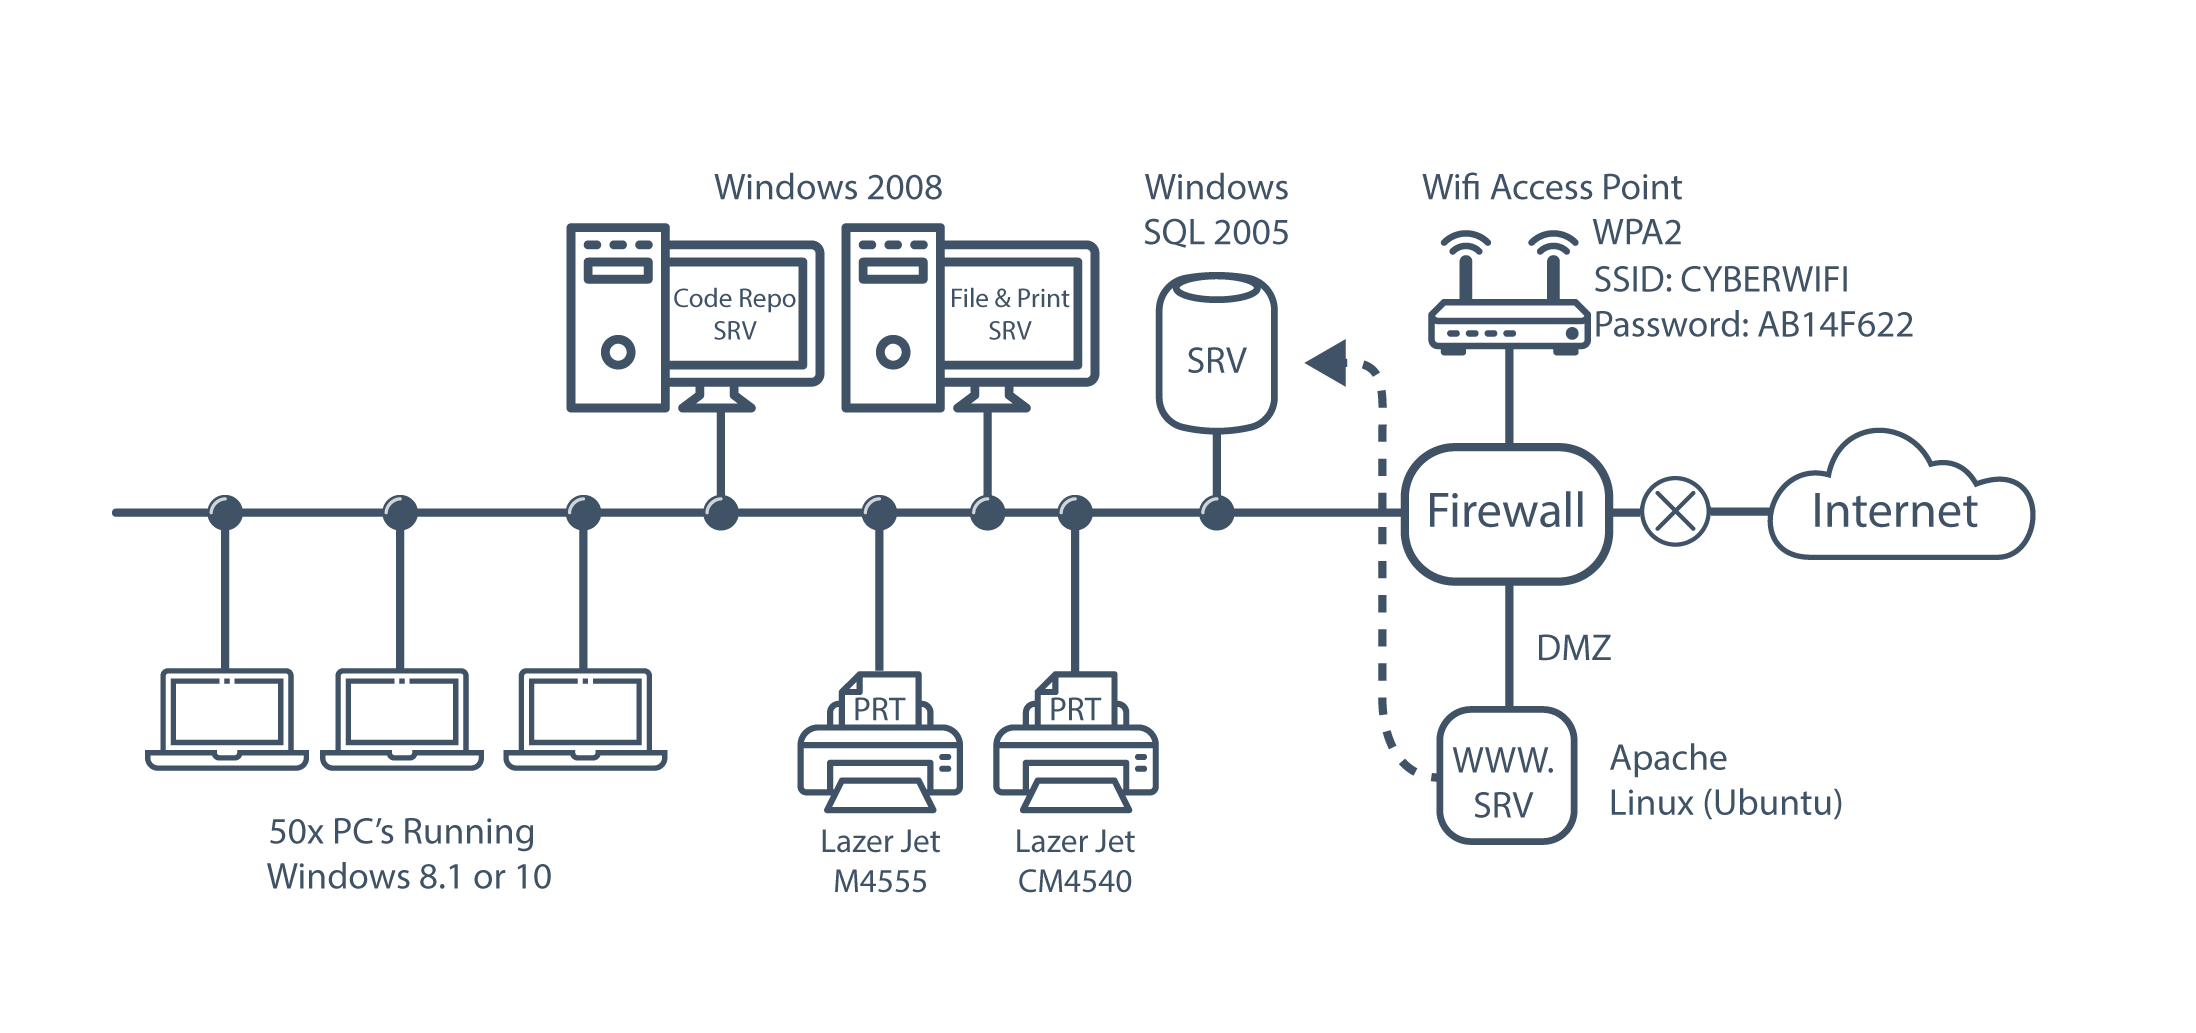 Windows 2008
Code Repo
SRV
File & Print
SRV
Windows
SQL 2005
SRV
Wifi Access Point
WPA2
SSID: CYBERWIFI
Password: AB14F622
Firewall
Internet
DMZ
WWW.
SRV
Apache
Linux (Ubuntu)
50x PC’s Running
Windows 8.1 or 10
PRT
Lazer Jet
M4555
PRT
Lazer Jet
CM4540